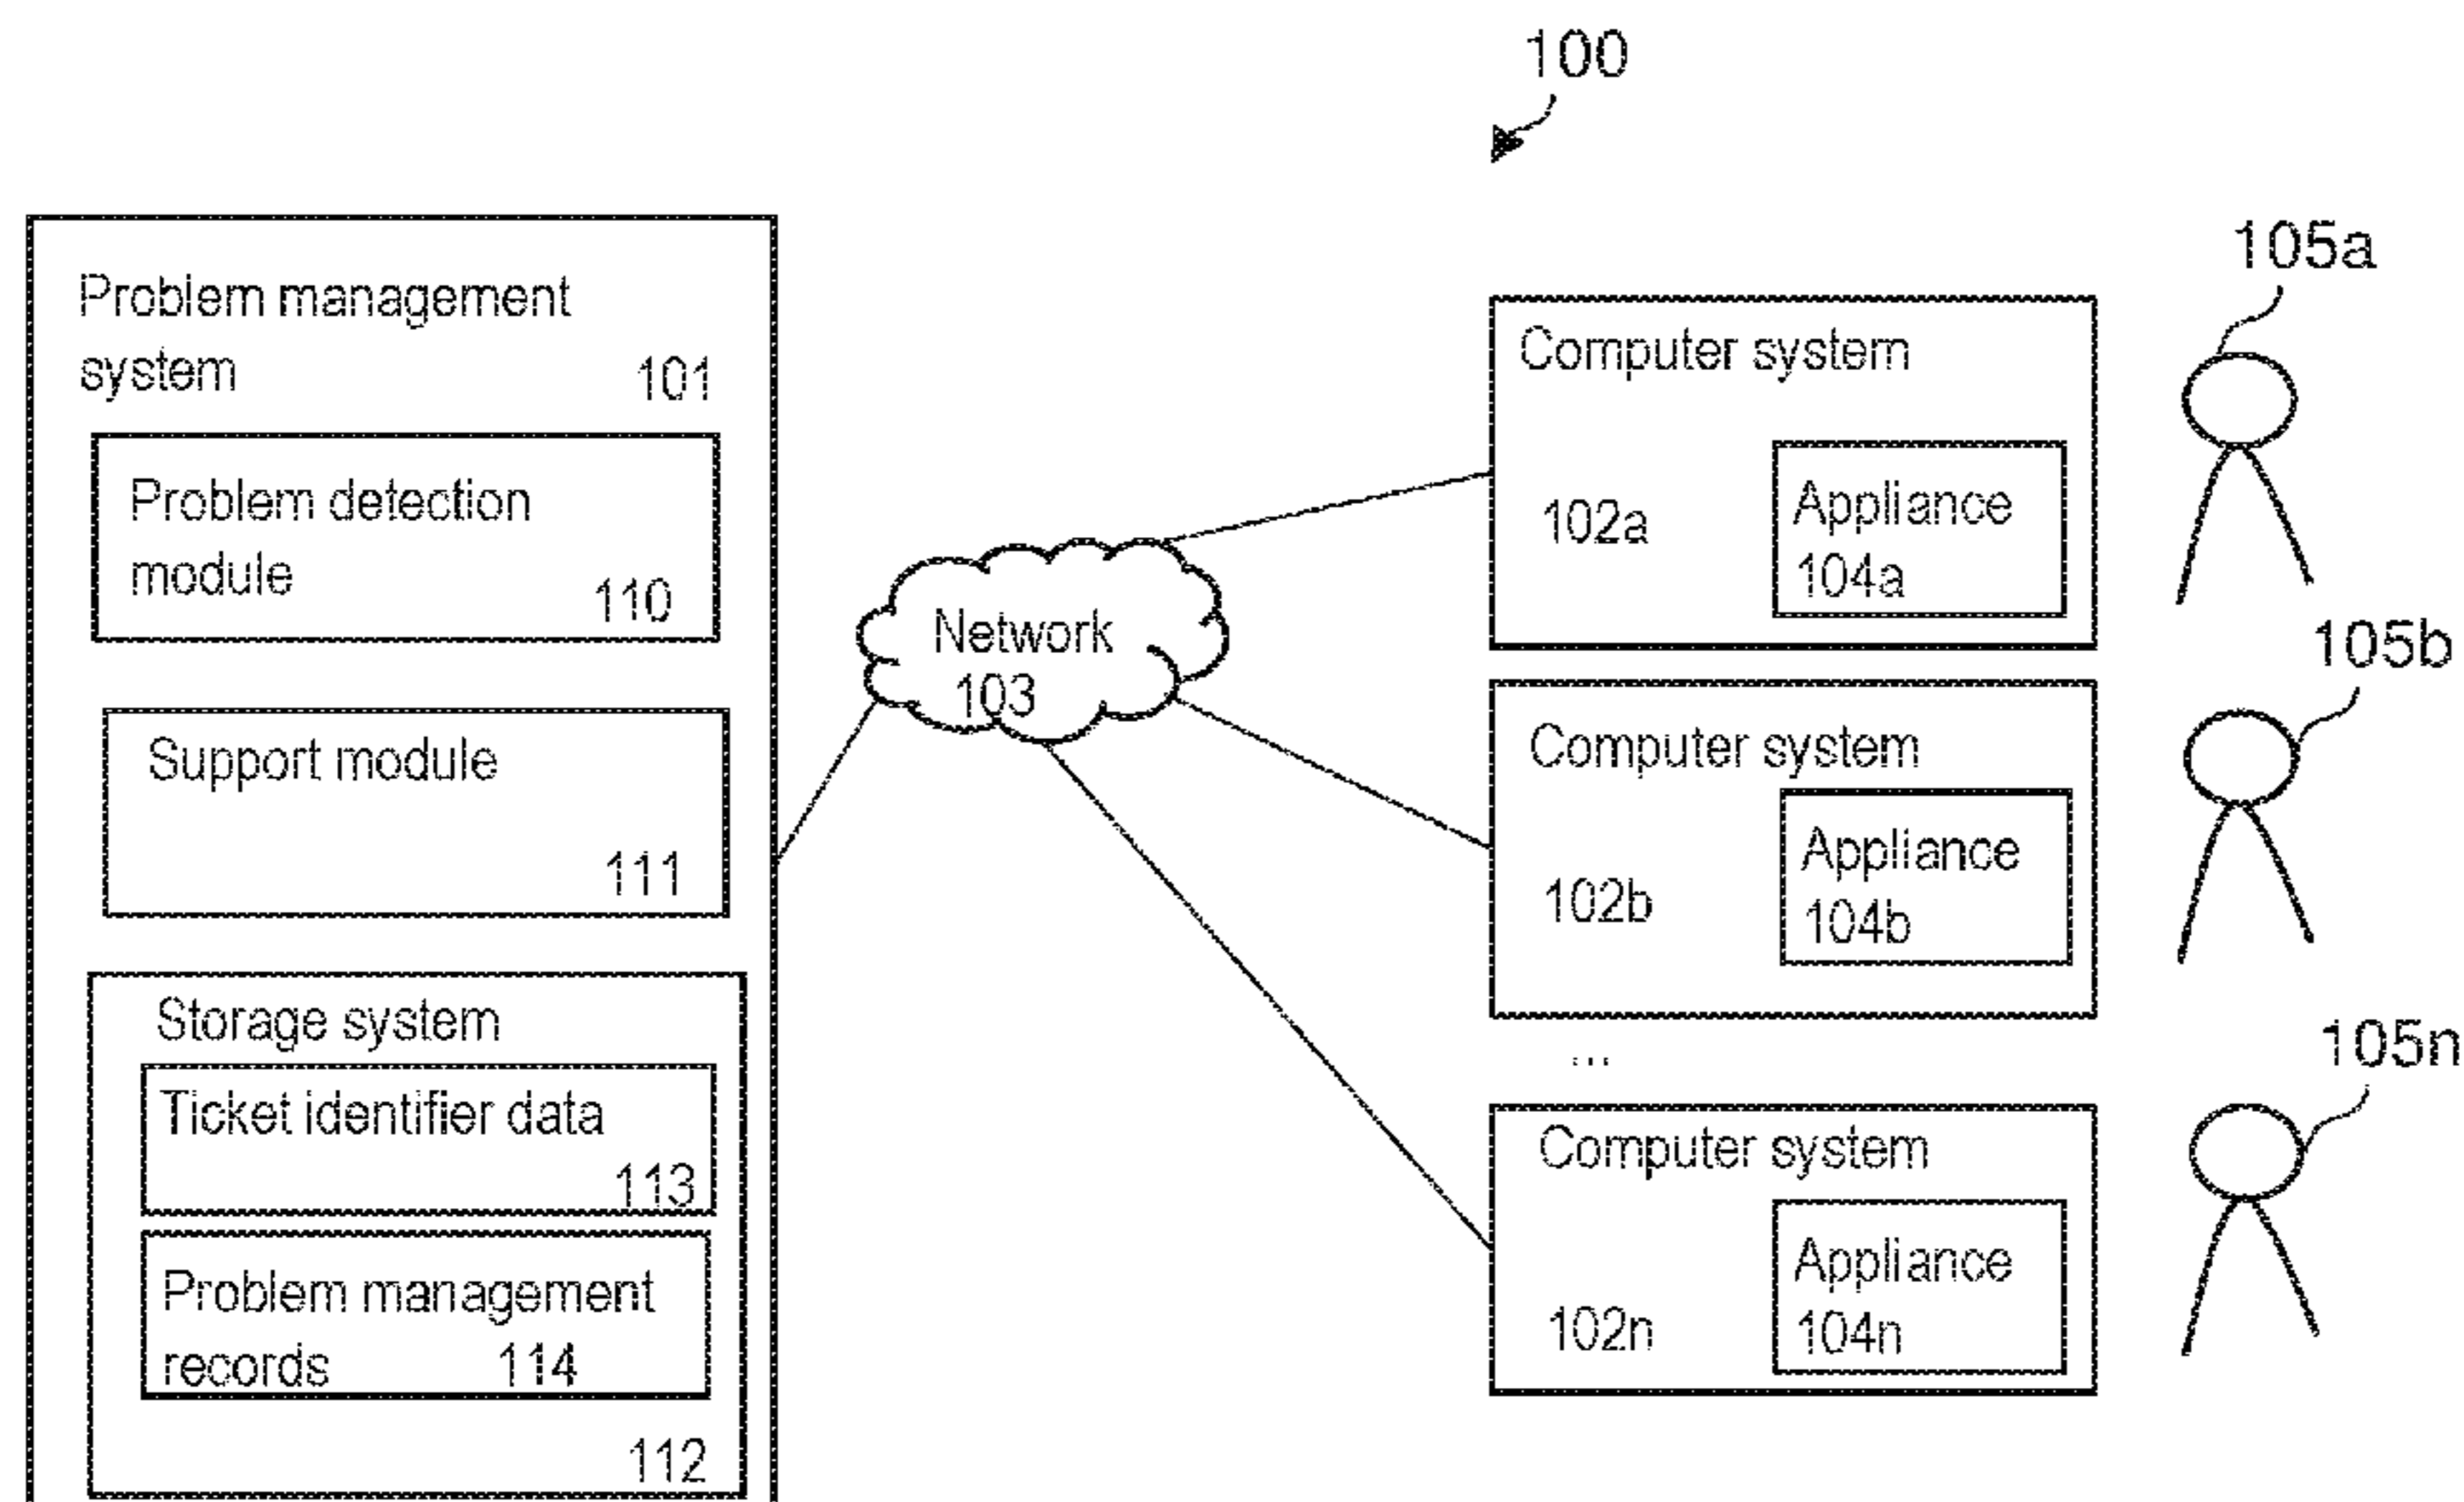 100
Problem management
system 101
Problem detection
module 110
Support module
111
Storage system
Ticket identifier data
113
Problem management
records 114
112
Network
103
Computer system
102a
Appliance
104a
105a
Computer system
102b
Appliance
104b
105b
...
Computer system
102n
Appliance
104n
105n